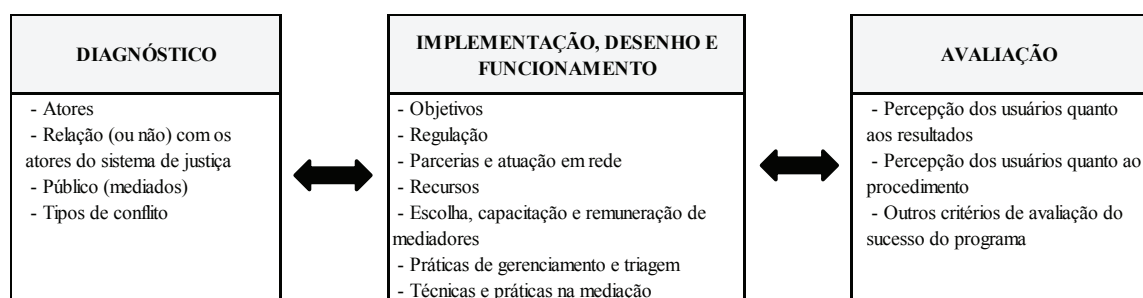 DIAGNÓSTICO
- Atores
- Relação (ou não) com os
atores do sistema de justiça
- Público (mediados)
- Tipos de conflito
IMPLEMENTAÇÃO, DESENHO E
FUNCIONAMENTO
- Objetivos
- Regulação
- Parcerias e atuação em rede
- Recursos
- Escolha, capacitação e remuneração de
mediadores
- Práticas de gerenciamento e triagem
- Técnicas e práticas na mediação
AVALIAÇÃO
- Percepção dos usuários quanto
aos resultados
- Percepção dos usuários quanto ao
procedimento
- Outros critérios de avaliação do
sucesso do programa